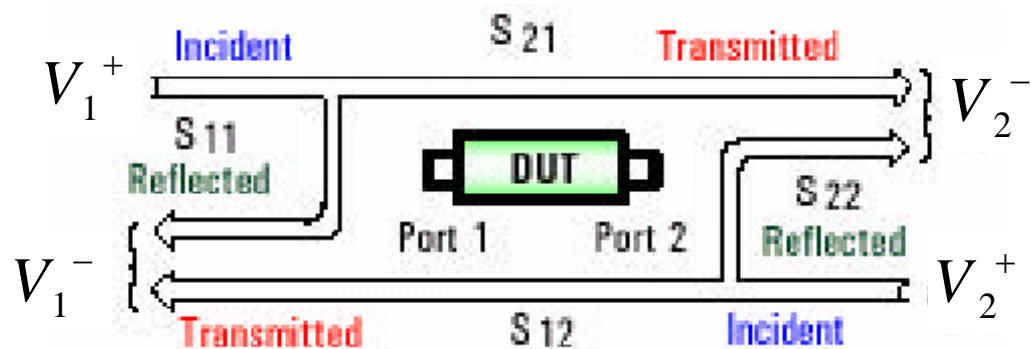 S 21
Incident Transmitted
V₁⁺ V₂⁻
S 11
Reflected
DUT
S 22
Port 1 Port 2 Reflected
V₁⁻ V₂⁺
Transmitted S 12 Incident